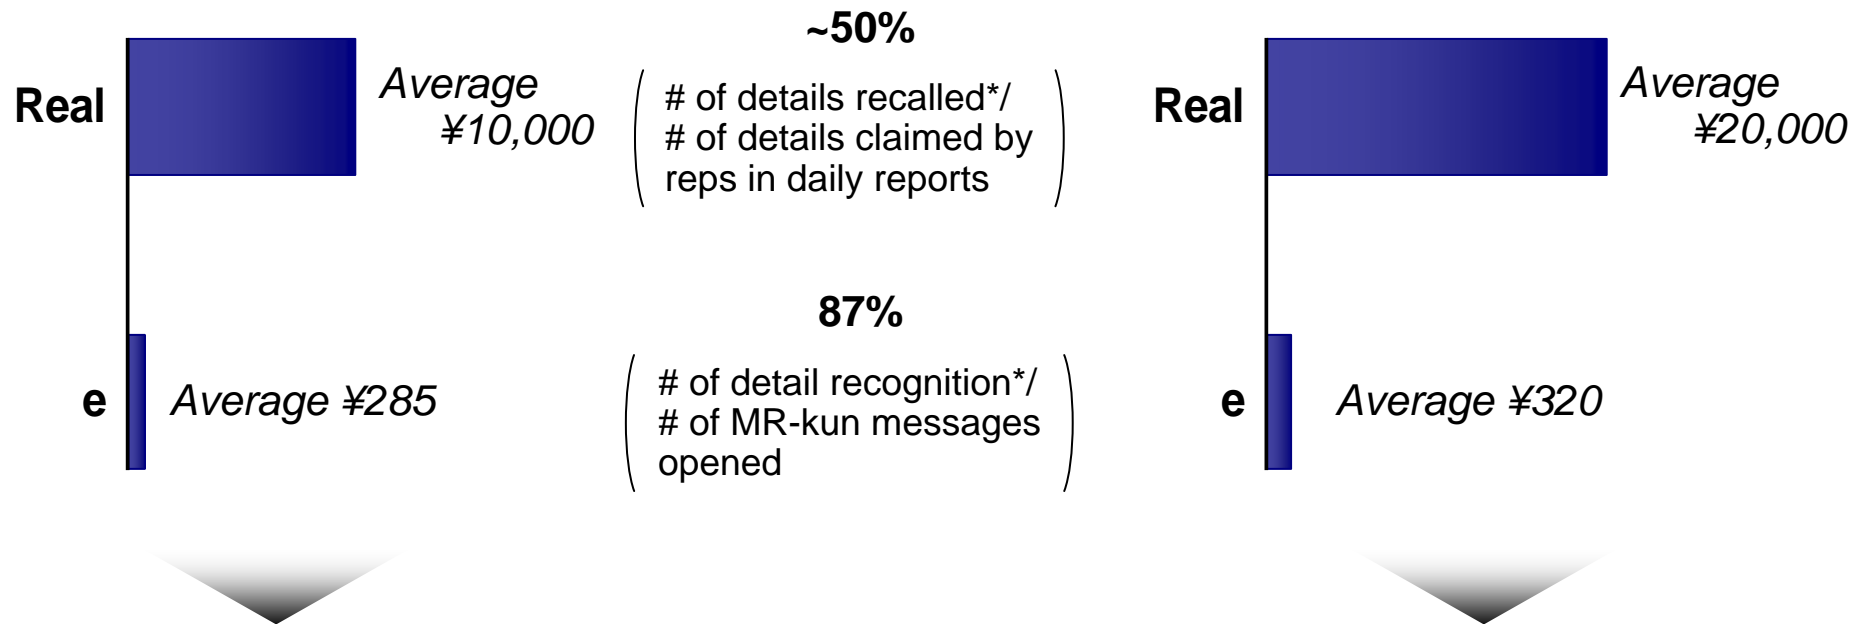 Real
Average
¥10,000
~50%
# of details recalled*/
# of details claimed by
reps in daily reports
Real
Average
¥20,000
e
Average ¥285
87%
# of detail recognition*/
# of MR-kun messages
opened
e
Average ¥320